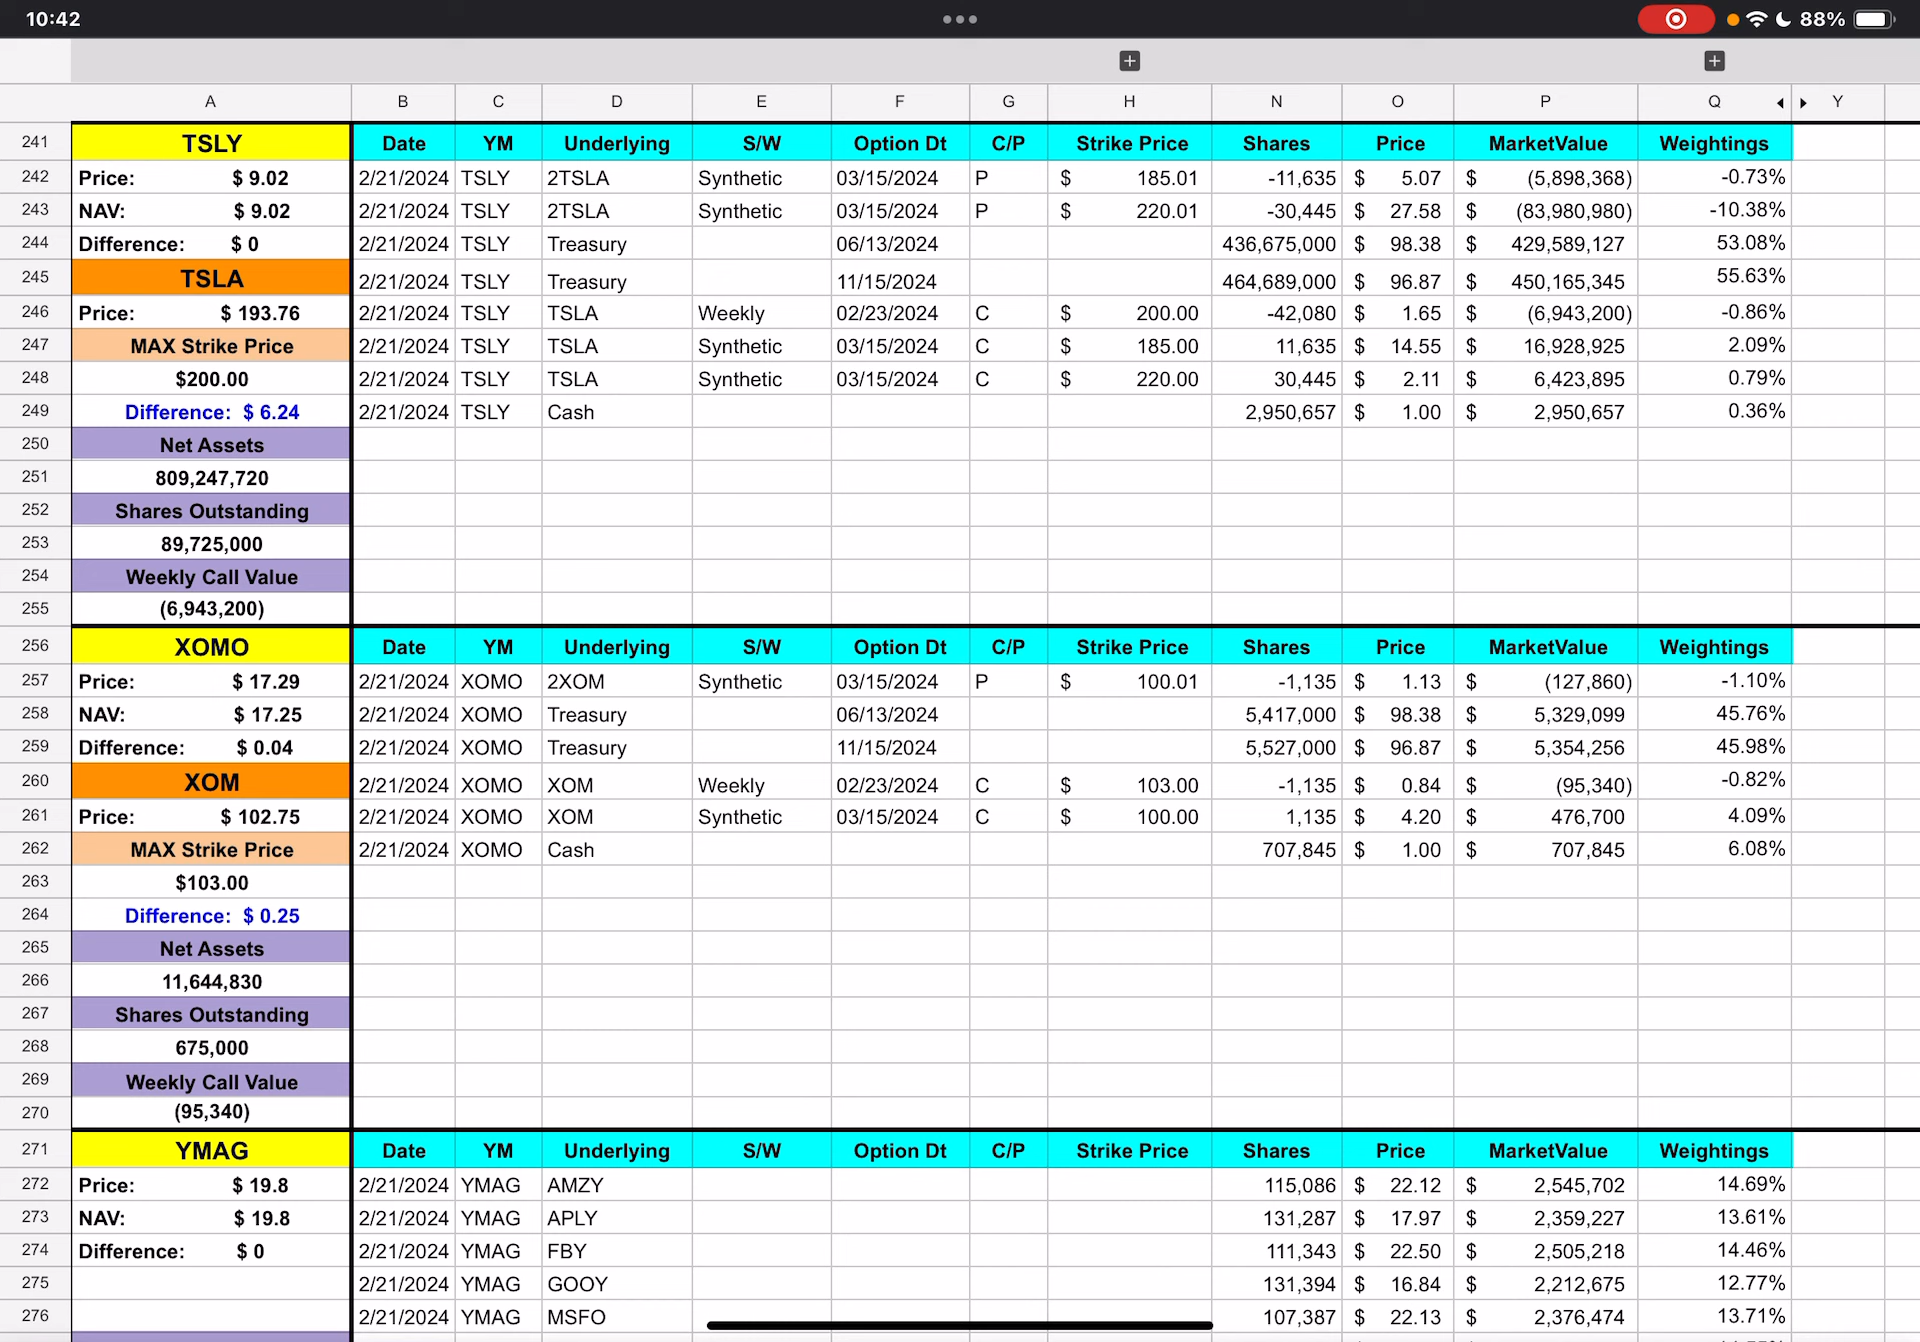 10:42
88%
A B C D E F G H N O P Q Y
241 TSLY Date YM Underlying S/W Option Dt C/P Strike Price Shares Price MarketValue Weightings
242 Price: $ 9.02 2/21/2024 TSLY 2TSLA Synthetic 03/15/2024 P $ 185.01 -11,635 $ 5.07 $ (5,898,368) -0.73%
243 NAV: $ 9.02 2/21/2024 TSLY 2TSLA Synthetic 03/15/2024 P $ 220.01 -30,445 $ 27.58 $ (83,980,980) -10.38%
244 Difference: $ 0 2/21/2024 TSLY Treasury 06/13/2024 436,675,000 $ 98.38 $ 429,589,127 53.08%
245 TSLA 2/21/2024 TSLY Treasury 11/15/2024 464,689,000 $ 96.87 $ 450,165,345 55.63%
246 Price: $ 193.76 2/21/2024 TSLY TSLA Weekly 02/23/2024 C $ 200.00 -42,080 $ 1.65 $ (6,943,200) -0.86%
247 MAX Strike Price 2/21/2024 TSLY TSLA Synthetic 03/15/2024 C $ 185.00 11,635 $ 14.55 $ 16,928,925 2.09%
248 $200.00 2/21/2024 TSLY TSLA Synthetic 03/15/2024 C $ 220.00 30,445 $ 2.11 $ 6,423,895 0.79%
249 Difference: $ 6.24 2/21/2024 TSLY Cash 2,950,657 $ 1.00 $ 2,950,657 0.36%
250 Net Assets
251 809,247,720
252 Shares Outstanding
253 89,725,000
254 Weekly Call Value
255 (6,943,200)
256 XOMO Date YM Underlying S/W Option Dt C/P Strike Price Shares Price MarketValue Weightings
257 Price: $ 17.29 2/21/2024 XOMO 2XOM Synthetic 03/15/2024 P $ 100.01 -1,135 $ 1.13 $ (127,860) -1.10%
258 NAV: $ 17.25 2/21/2024 XOMO Treasury 06/13/2024 5,417,000 $ 98.38 $ 5,329,099 45.76%
259 Difference: $ 0.04 2/21/2024 XOMO Treasury 11/15/2024 5,527,000 $ 96.87 $ 5,354,256 45.98%
260 XOM 2/21/2024 XOMO XOM Weekly 02/23/2024 C $ 103.00 -1,135 $ 0.84 $ (95,340) -0.82%
261 Price: $ 102.75 2/21/2024 XOMO XOM Synthetic 03/15/2024 C $ 100.00 1,135 $ 4.20 $ 476,700 4.09%
262 MAX Strike Price 2/21/2024 XOMO Cash 707,845 $ 1.00 $ 707,845 6.08%
263 $103.00
264 Difference: $ 0.25
265 Net Assets
266 11,644,830
267 Shares Outstanding
268 675,000
269 Weekly Call Value
270 (95,340)
271 YMAG Date YM Underlying S/W Option Dt C/P Strike Price Shares Price MarketValue Weightings
272 Price: $ 19.8 2/21/2024 YMAG AMZY 115,086 $ 22.12 $ 2,545,702 14.69%
273 NAV: $ 19.8 2/21/2024 YMAG APLY 131,287 $ 17.97 $ 2,359,227 13.61%
274 Difference: $ 0 2/21/2024 YMAG FBY 111,343 $ 22.50 $ 2,505,218 14.46%
275 2/21/2024 YMAG GOOY 131,394 $ 16.84 $ 2,212,675 12.77%
276 2/21/2024 YMAG MSFO 107,387 $ 22.13 $ 2,376,474 13.71%